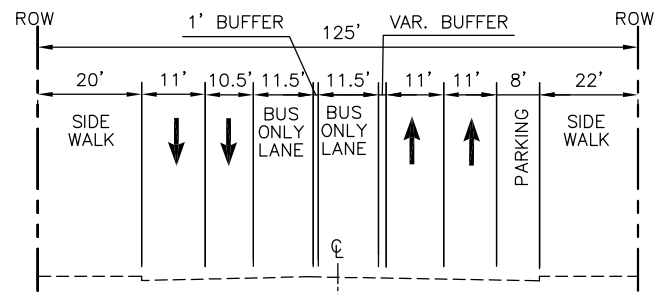 ROW
ROW
1' BUFFER
VAR. BUFFER
125'
20'
11'
10.5'
11.5'
11.5'
11'
11'
8'
22'
SIDE
WALK
BUS
ONLY
LANE
BUS
ONLY
LANE
PARKING
SIDE
WALK
℄